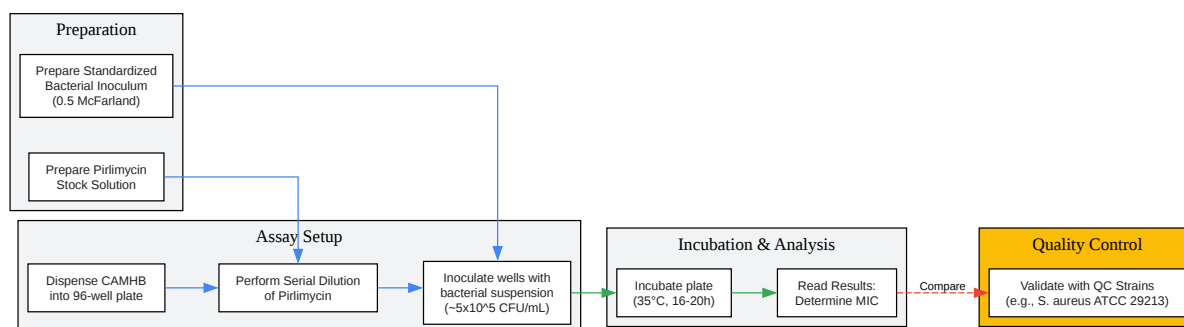 Preparation
Prepare Standardized
Bacterial Inoculum
(0.5 McFarland)
Prepare Pirlimycin
Stock Solution
Assay Setup
Dispense CAMHB
into 96-well plate
Perform Serial Dilution
of Pirlimycin
Inoculate wells with
bacterial suspension
(~5x10^5 CFU/mL)
Incubation & Analysis
Incubate plate
(35°C, 16-20h)
Read Results:
Determine MIC
Compare
Quality Control
Validate with QC Strains
(e.g., S. aureus ATCC 29213)